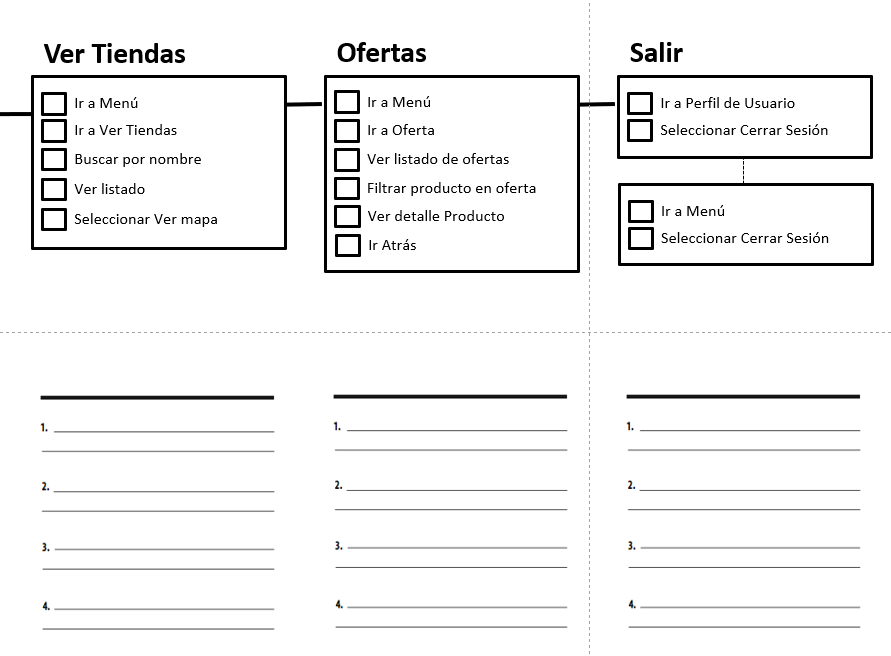 Ver Tiendas
Ir a Menú
Ir a Ver Tiendas
Buscar por nombre
Ver listado
Seleccionar Ver mapa
Ofertas
Ir a Menú
Ir a Oferta
Ver listado de ofertas
Filtrar producto en oferta
Ver detalle Producto
Ir Atrás
Salir
Ir a Perfil de Usuario
Seleccionar Cerrar Sesión
Ir a Menú
Seleccionar Cerrar Sesión
1.
2.
3.
4.
1.
2.
3.
4.
1.
2.
3.
4.